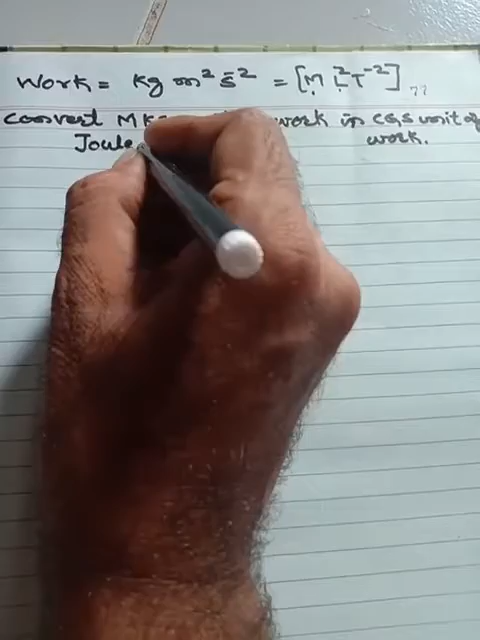 Work = Kg m² s⁻² = [M L² T⁻²] ,,
convert MKS work in CGS unit of
Joule work.